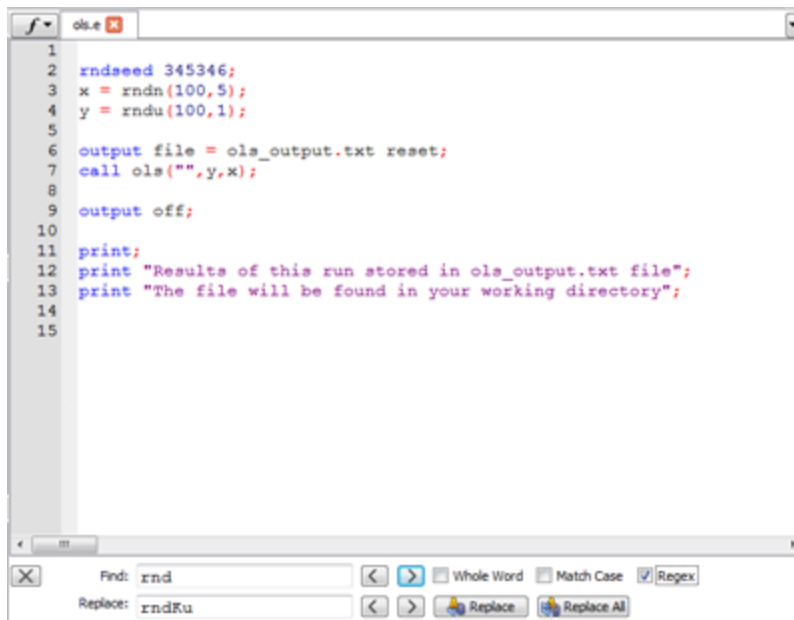 f ols.e
1
2 rndseed 345346;
3 x = rndn(100,5);
4 y = rndu(100,1);
5
6 output file = ols_output.txt reset;
7 call ols("",y,x);
8
9 output off;
10
11 print;
12 print "Results of this run stored in ols_output.txt file";
13 print "The file will be found in your working directory";
14
15
Find: rnd < > Whole Word Match Case Regex
Replace: rndKu < > Replace Replace All